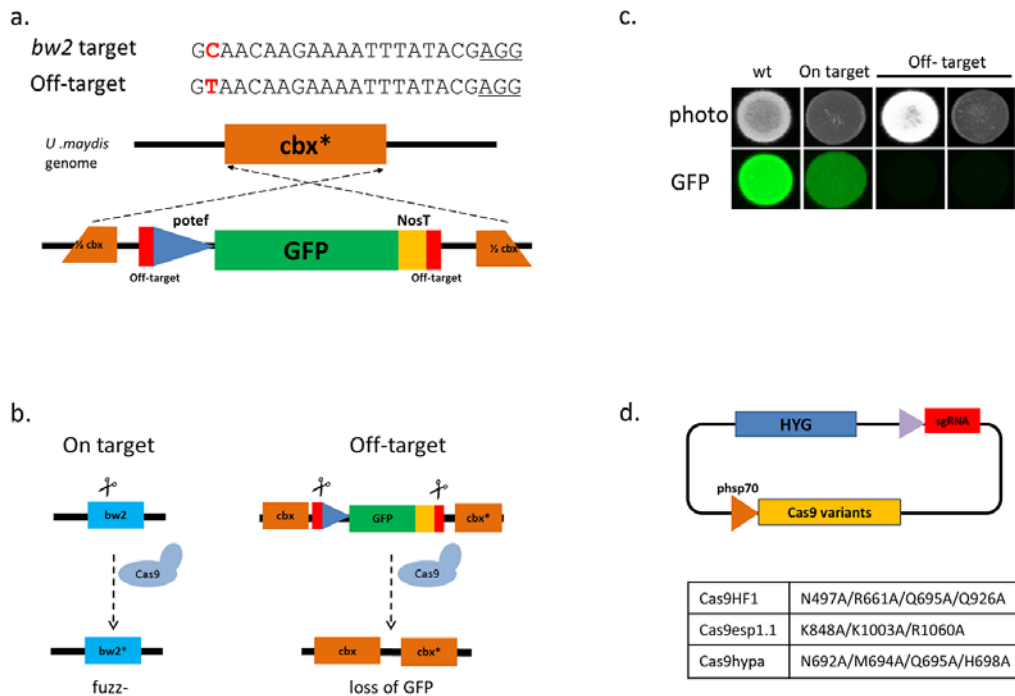 a.
bw2 target GCAACAAGAAAATTTATACGAGG
Off-target GTAACAAGAAAATTTATACGAGG
U .maydis
genome
cbx*
potef
NosT
½ cbx
GFP
½ cbx
Off-target
Off-target
b.
On target
Off-target
bw2
cbx
GFP
cbx*
Cas9
Cas9
bw2*
cbx
cbx*
fuzz-
loss of GFP
c.
wt On target Off- target
photo
GFP
d.
HYG
sgRNA
phsp70
Cas9 variants
Cas9HF1 N497A/R661A/Q695A/Q926A
Cas9esp1.1 K848A/K1003A/R1060A
Cas9hypa N692A/M694A/Q695A/H698A